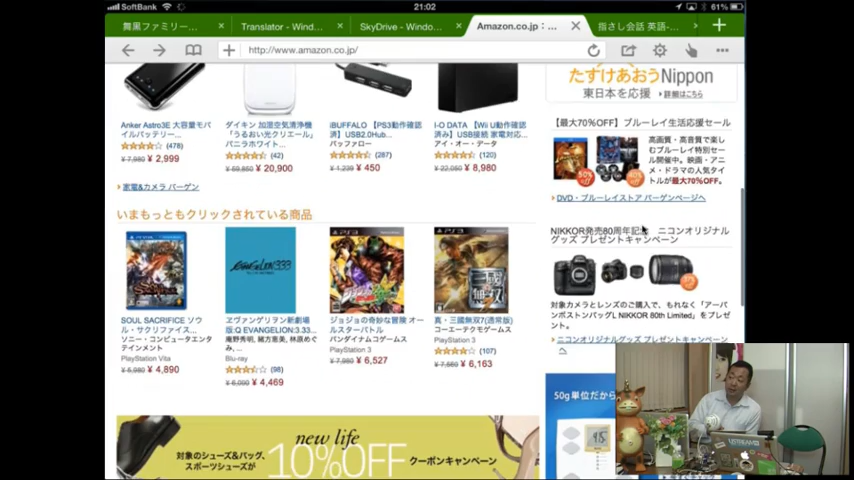 SoftBank
21:02
61%
舞黒ファミリー...
Translator - Wind...
SkyDrive - Windo...
Amazon.co.jp : ...
指さし会話 英語-...
http://www.amazon.co.jp/
Anker Astro3E 大容量モバ
イルバッテリー...
(478)
¥ 7,980 ¥ 2,999
ダイキン 加湿空気清浄機
「うるおい光クリエール」
バニラホワイト...
(42)
¥ 69,850 ¥ 20,900
iBUFFALO 【PS3動作確認
済】 USB2.0Hub...
バッファロー
(287)
¥ 1,239 ¥ 450
I-O DATA 【Wii U動作確認
済み】USB接続 家電対応...
アイ・オー・データ
(120)
¥ 22,050 ¥ 8,980
家電&カメラ バーゲン
たすけあおうNippon
東日本を応援
詳細はこちら
【最大70%OFF】ブルーレイ生活応援セール
50% off
高画質・高音質で楽し
むブルーレイ特別セー
ル開催中。映画・アニ
メ・ドラマの人気タイ
トルが最大70%OFF。
DVD・ブルーレイストア バーゲンページへ
いまもっともクリックされている商品
SOUL SACRIFICE ソウ
ル・サクリファイス...
ソニー・コンピュータエンタ
テインメント
PlayStation Vita
¥ 5,980 ¥ 4,890
EVANGELION:3.33
ヱヴァンゲリヲン新劇場
版:Q EVANGELION:3.33...
庵野秀明, 緒方恵美, 林原めぐ
み, ...
Blu-ray
(98)
¥ 6,090 ¥ 4,469
ジョジョの奇妙な冒険 オー
ルスターバトル
バンダイナムコゲームス
PlayStation 3
¥ 7,980 ¥ 6,527
真・三國無双7(通常版)
コーエーテクモゲームス
PlayStation 3
(107)
¥ 7,560 ¥ 6,163
NIKKOR発売80周年記念 ニコンオリジナル
グッズ プレゼントキャンペーン
対象カメラとレンズのご購入で、もれなく「アーバ
ンボストンバッグL NIKKOR 80th Limited」をプレゼ
ント。
ニコンオリジナルグッズ プレゼントキャンペーン
へ
50g単位だから
new life
対象のシューズ&バッグ、
スポーツシューズが
10%OFF
クーポンキャンペーン
USTREAM